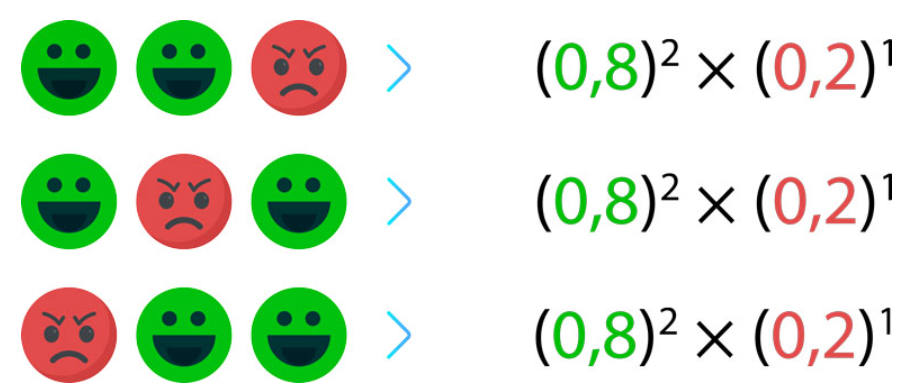 (0,8)² × (0,2)¹
(0,8)² × (0,2)¹
(0,8)² × (0,2)¹